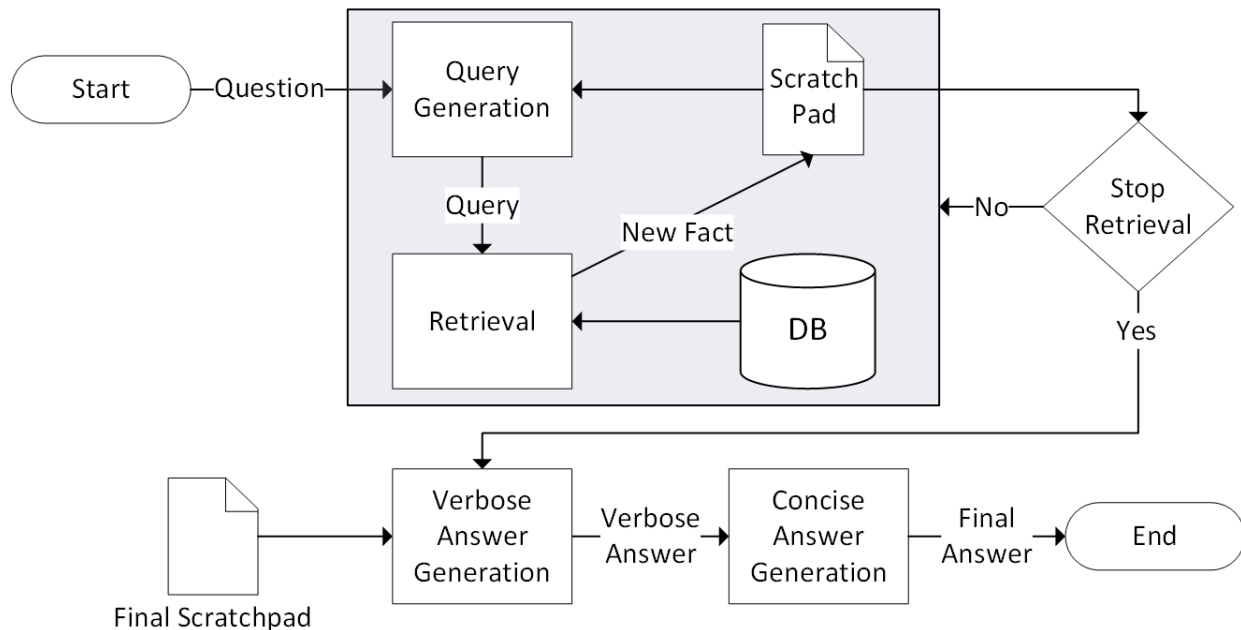 Start
Question
Query
Generation
Scratch
Pad
Query
New Fact
Retrieval
DB
No
Stop
Retrieval
Yes
Final Scratchpad
Verbose
Answer
Generation
Verbose
Answer
Concise
Answer
Generation
Final
Answer
End